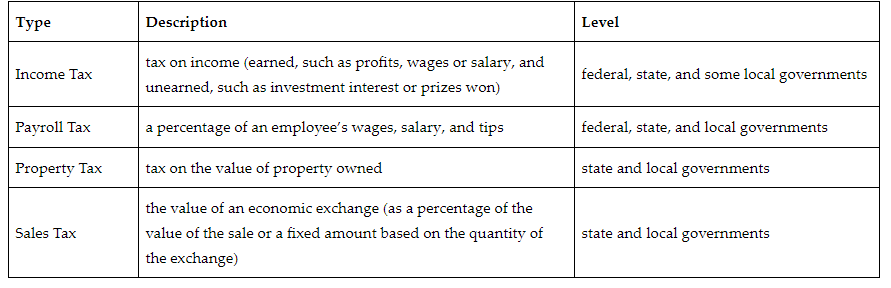 Type Description Level
Income Tax
tax on income (earned, such as profits, wages or salary, and
unearned, such as investment interest or prizes won)
federal, state, and some local governments
Payroll Tax a percentage of an employee’s wages, salary, and tips federal, state, and local governments
Property Tax tax on the value of property owned state and local governments
Sales Tax
the value of an economic exchange (as a percentage of the
value of the sale or a fixed amount based on the quantity of
the exchange)
state and local governments